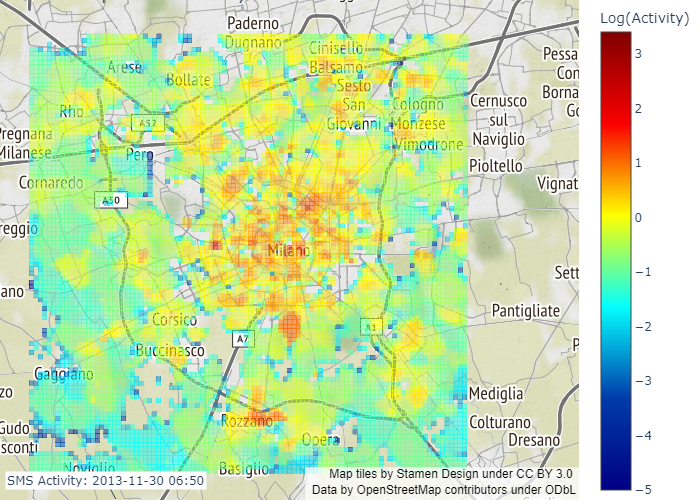 Log(Activity)
Paderno
Dugnano
Cinisello
Balsamo
Pessa
Arese
Bollate
Sesto
San
Giovanni
Cologno
Monzese
Vimodrone
Cernusco
sul
Naviglio
Con
Borna
Go
Rho
A52
Pregnana
Milanese
Pero
Pioltello
Cornaredo
A50
Vignat
reggio
Milano
Sett
ano
Pantigliate
Corsico
A1
A7
Buccinasco
P
Gaggiano
Mediglia
zo
Rozzano
Colturano
Dresano
Gudo
sconti
Opera
Noviglio
Basiglio
SMS Activity: 2013-11-30 06:50
Map tiles by Stamen Design under CC BY 3.0
Data by OpenStreetMap contributors under ODbL
3
2
1
0
−1
−2
−3
−4
−5